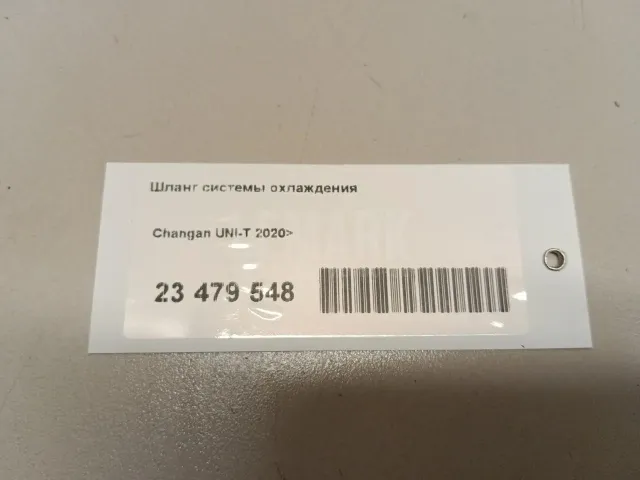 Шланг системы охлаждения
Changan UNI-T 2020>
23 479 548